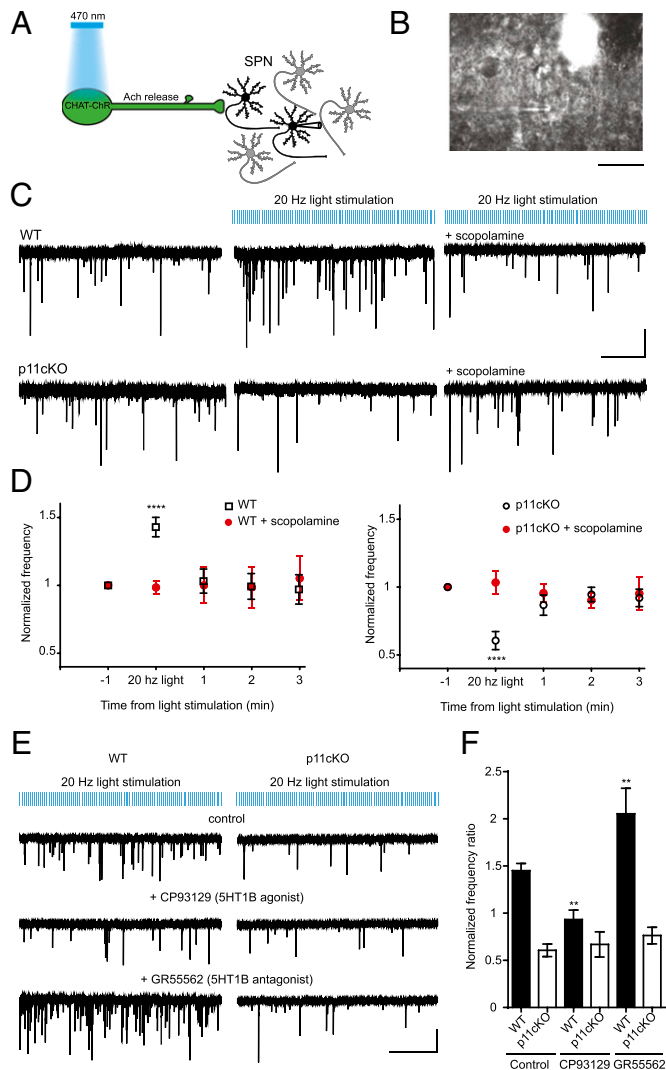 A
470 nm
CHAT-ChR
Ach release
SPN
B
C
20 Hz light stimulation
20 Hz light stimulation
WT
+ scopolamine
p11cKO
+ scopolamine
D
Normalized frequency
1.5
1
0.5
****
WT
WT + scopolamine
-1 20 hz light 1 2 3
Time from light stimulation (min)
Normalized frequency
1.5
1
0.5
p11cKO
p11cKO + scopolamine
****
-1 20 hz light 1 2 3
Time from light stimulation (min)
E
WT p11cKO
20 Hz light stimulation 20 Hz light stimulation
control
+ CP93129 (5HT1B agonist)
+ GR55562 (5HT1B antagonist)
F
Normalized frequency ratio
2.5
2
1.5
1
0.5
0
**
**
WT p11cKO WT p11cKO WT p11cKO
Control CP93129 GR55562